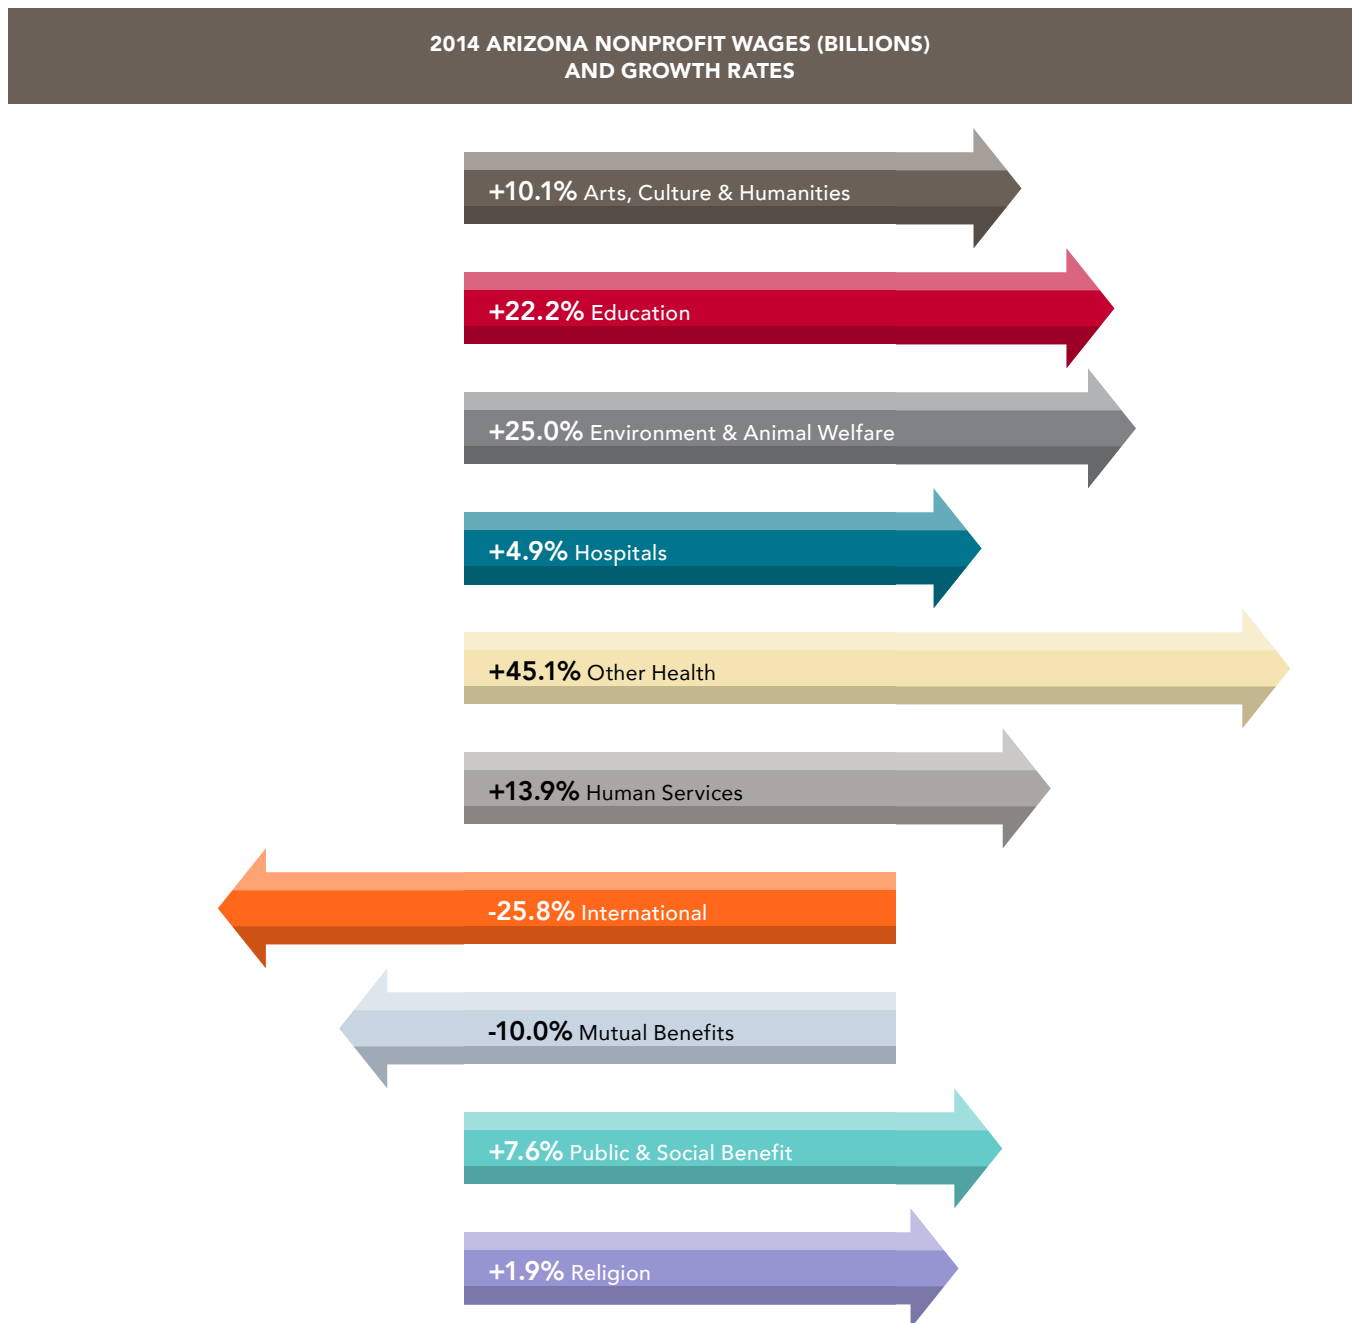 2014 ARIZONA NONPROFIT WAGES (BILLIONS)
AND GROWTH RATES
+10.1% Arts, Culture & Humanities
+22.2% Education
+25.0% Environment & Animal Welfare
+4.9% Hospitals
+45.1% Other Health
+13.9% Human Services
-25.8% International
-10.0% Mutual Benefits
+7.6% Public & Social Benefit
+1.9% Religion